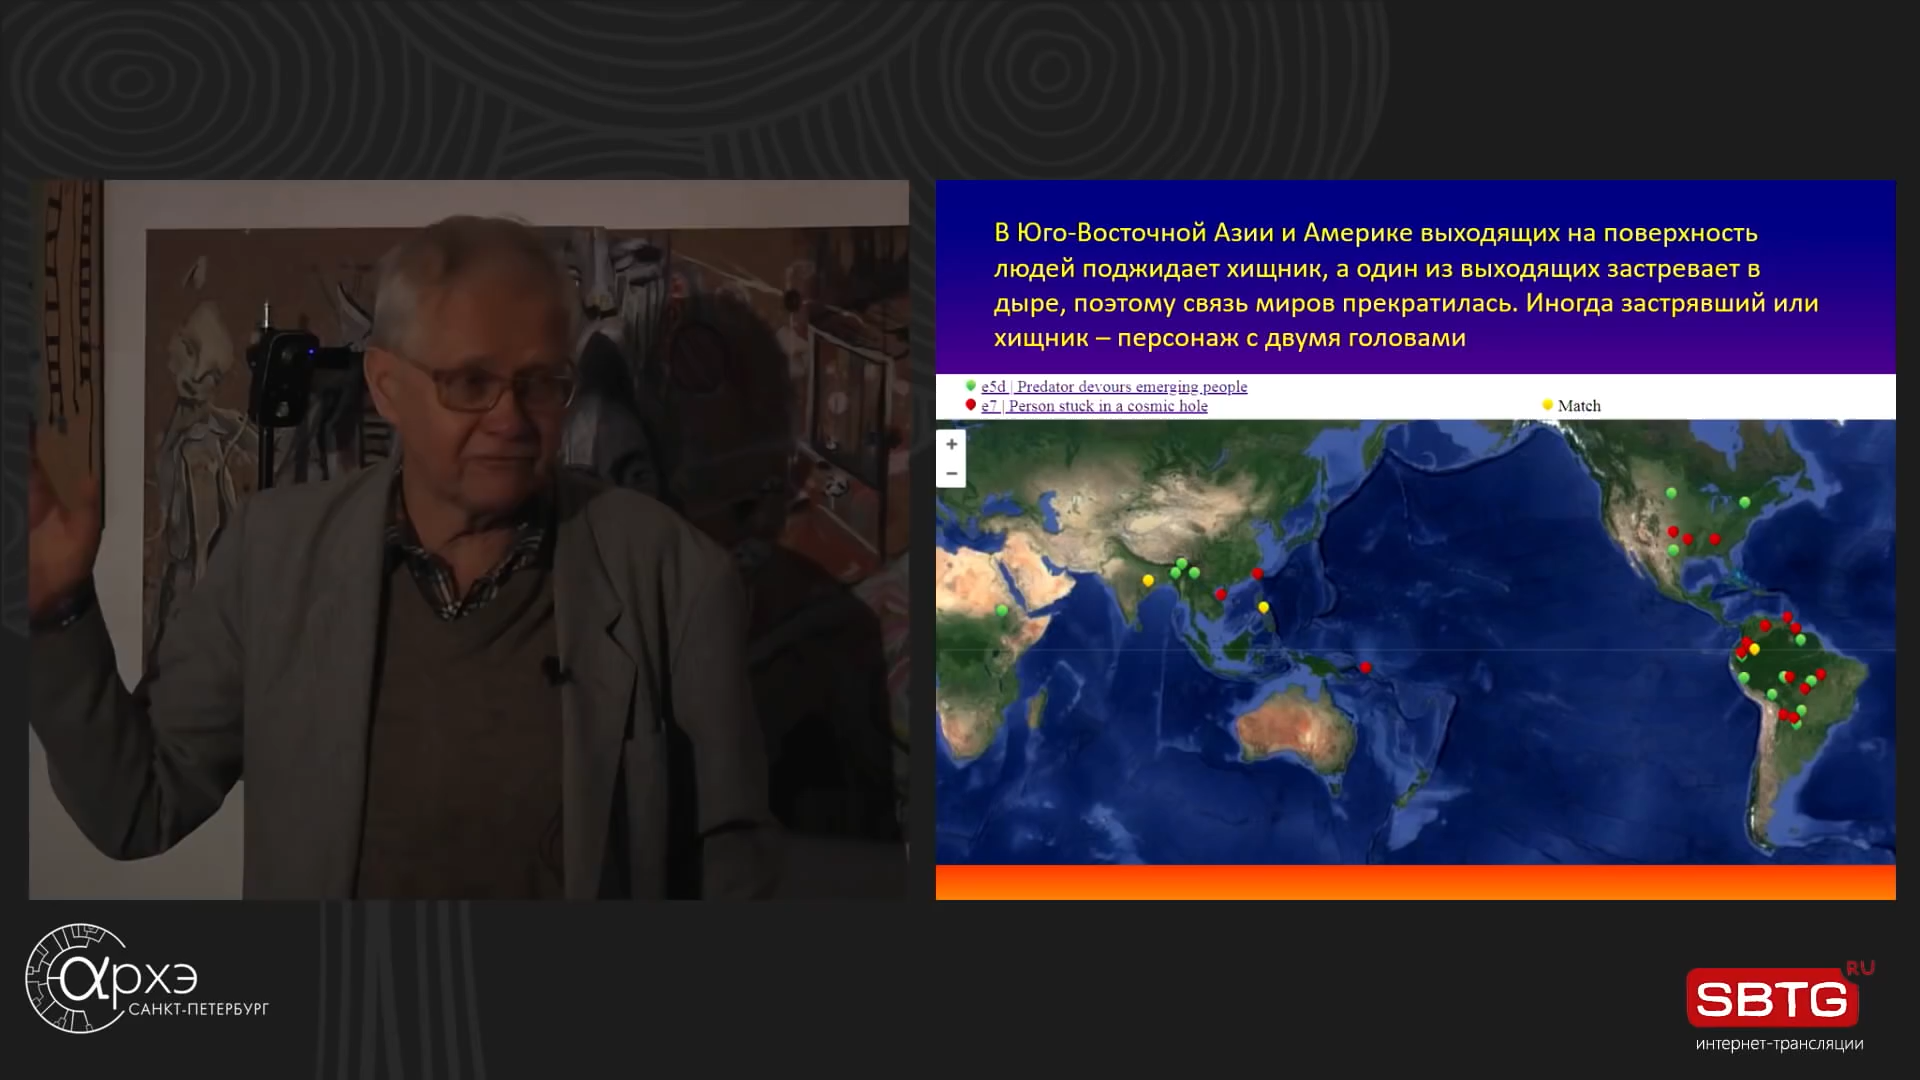 В Юго-Восточной Азии и Америке выходящих на поверхность
людей поджидает хищник, а один из выходящих застревает в
дыре, поэтому связь миров прекратилась. Иногда застрявший или
хищник – персонаж с двумя головами
e5d | Predator devours emerging people
e7 | Person stuck in a cosmic hole
Match
+
−
αрхэ
САНКТ-ПЕТЕРБУРГ
RU
SBTG
интернет-трансляции